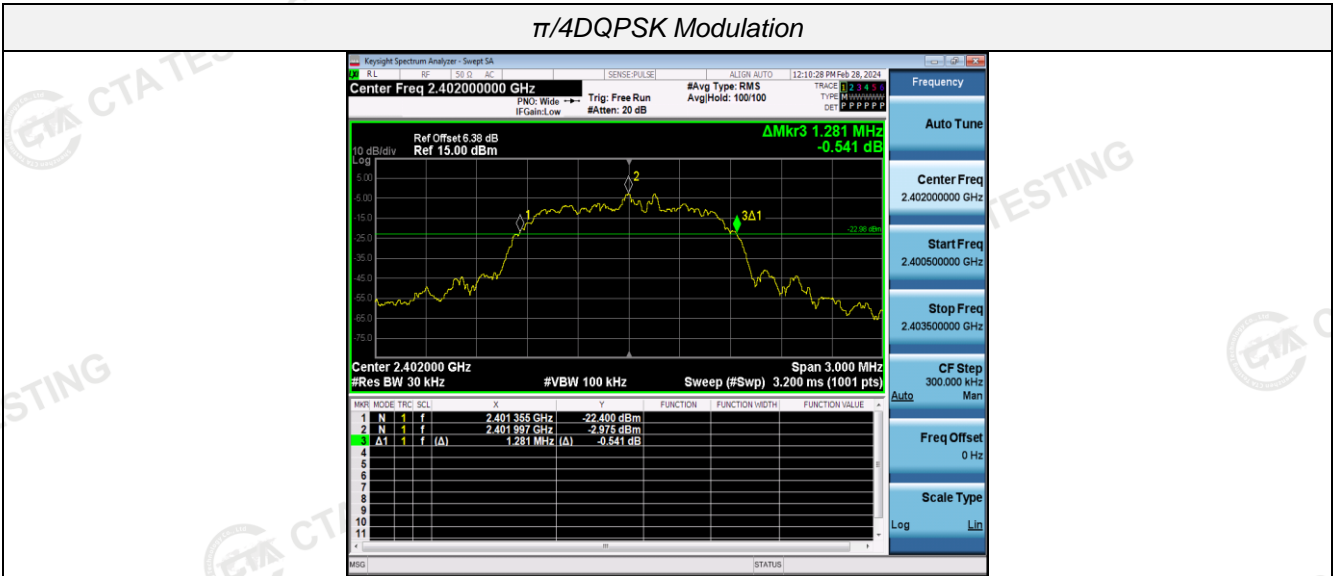 π/4DQPSK Modulation
Keysight Spectrum Analyzer - Swept SA
RL RF 50 Ω AC SENSE:PULSE ALIGN AUTO 12:10:28 PM Feb 28, 2024
Center Freq 2.402000000 GHz
PNO: Wide
IFGain:Low
Trig: Free Run
#Atten: 20 dB
#Avg Type: RMS
Avg|Hold: 100/100
TRACE 1 2 3 4 5 6
TYPE M W W W W W
DET P P P P P P
Ref Offset 6.38 dB
10 dB/div Ref 15.00 dBm
Log
ΔMkr3 1.281 MHz
-0.541 dB
5.00
-5.00
-15.0
-25.0
-35.0
-45.0
-55.0
-65.0
-75.0
1
2
3Δ1
-22.98 dBm
Center 2.402000 GHz Span 3.000 MHz
#Res BW 30 kHz #VBW 100 kHz Sweep (#Swp) 3.200 ms (1001 pts)
MKR MODE TRC SCL X Y FUNCTION FUNCTION WIDTH FUNCTION VALUE
1 N 1 f 2.401 355 GHz -22.400 dBm
2 N 1 f 2.401 997 GHz -2.975 dBm
3 Δ1 1 f (Δ) 1.281 MHz (Δ) -0.541 dB
4
5
6
7
8
9
10
11
MSG STATUS
Frequency
Auto Tune
Center Freq
2.402000000 GHz
Start Freq
2.400500000 GHz
Stop Freq
2.403500000 GHz
CF Step
300.000 kHz
Auto Man
Freq Offset
0 Hz
Scale Type
Log Lin
CTA TESTING
TESTING
STING
CTA